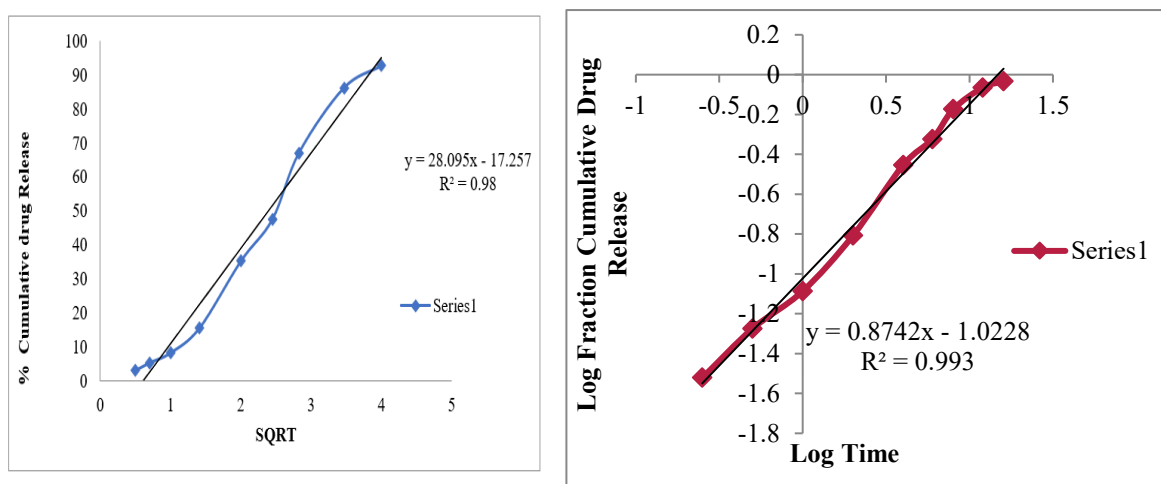 100
90
80
70
60
50
40
30
20
10
0
% Cumulative drug Release
0 1 2 3 4 5
SQRT
y = 28.095x - 17.257
R² = 0.98
Series1
0.2
0
-0.2
-0.4
-0.6
-0.8
-1
-1.2
-1.4
-1.6
-1.8
-1 -0.5 0 0.5 1 1.5
Log Fraction Cumulative Drug
Release
Log Time
Series1
y = 0.8742x - 1.0228
R² = 0.993